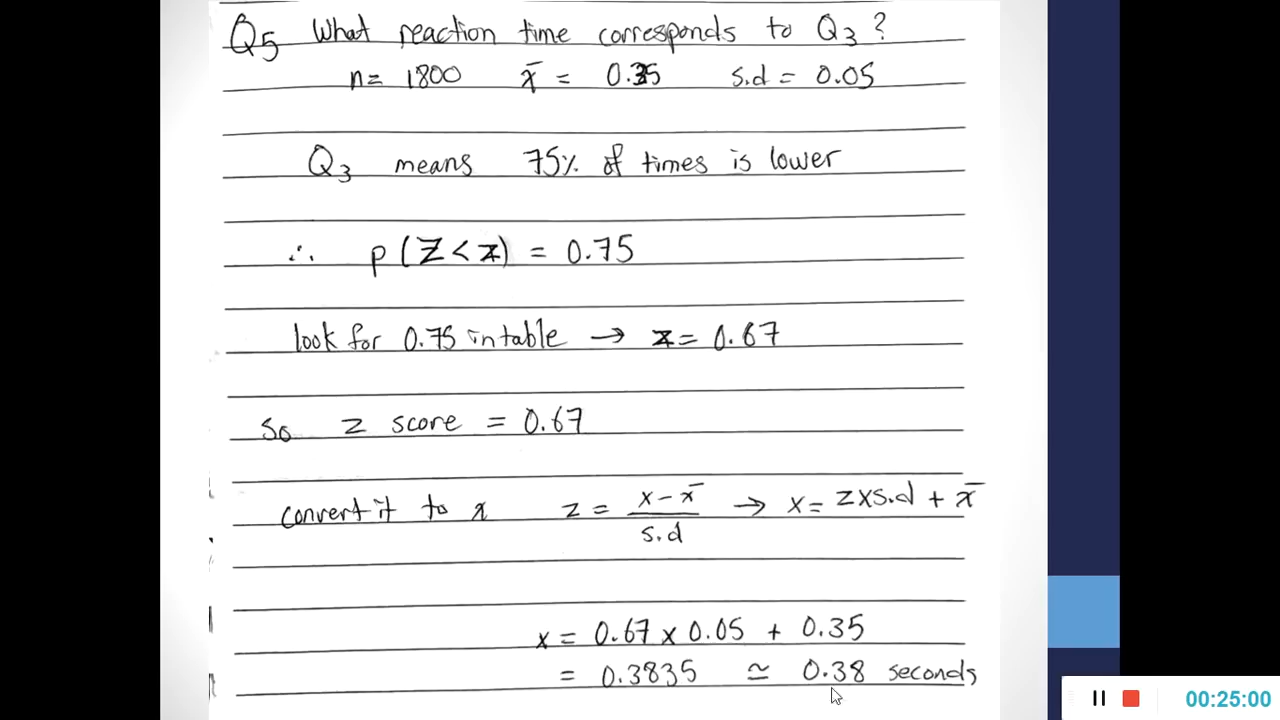 Q5 What reaction time corresponds to Q3 ?
n = 1800 x̄ = 0.35 s.d = 0.05
Q3 means 75% of times is lower
∴ p ( Z < z ) = 0.75
look for 0.75 in table → z = 0.67
So z score = 0.67
convert it to x z = x - x̄ / s.d → x = z x s.d + x̄
x = 0.67 x 0.05 + 0.35
= 0.3835 ≃ 0.38 seconds
00:25:00